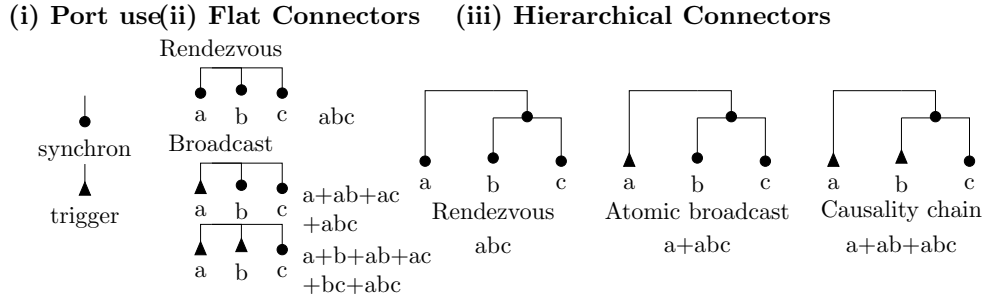 (i) Port use(ii) Flat Connectors (iii) Hierarchical Connectors
Rendezvous
a b c abc
synchron
Broadcast
a b c a+ab+ac
+abc
trigger
a b c a+b+ab+ac
+bc+abc
a b c
Rendezvous
abc
a b c
Atomic broadcast
a+abc
a b c
Causality chain
a+ab+abc